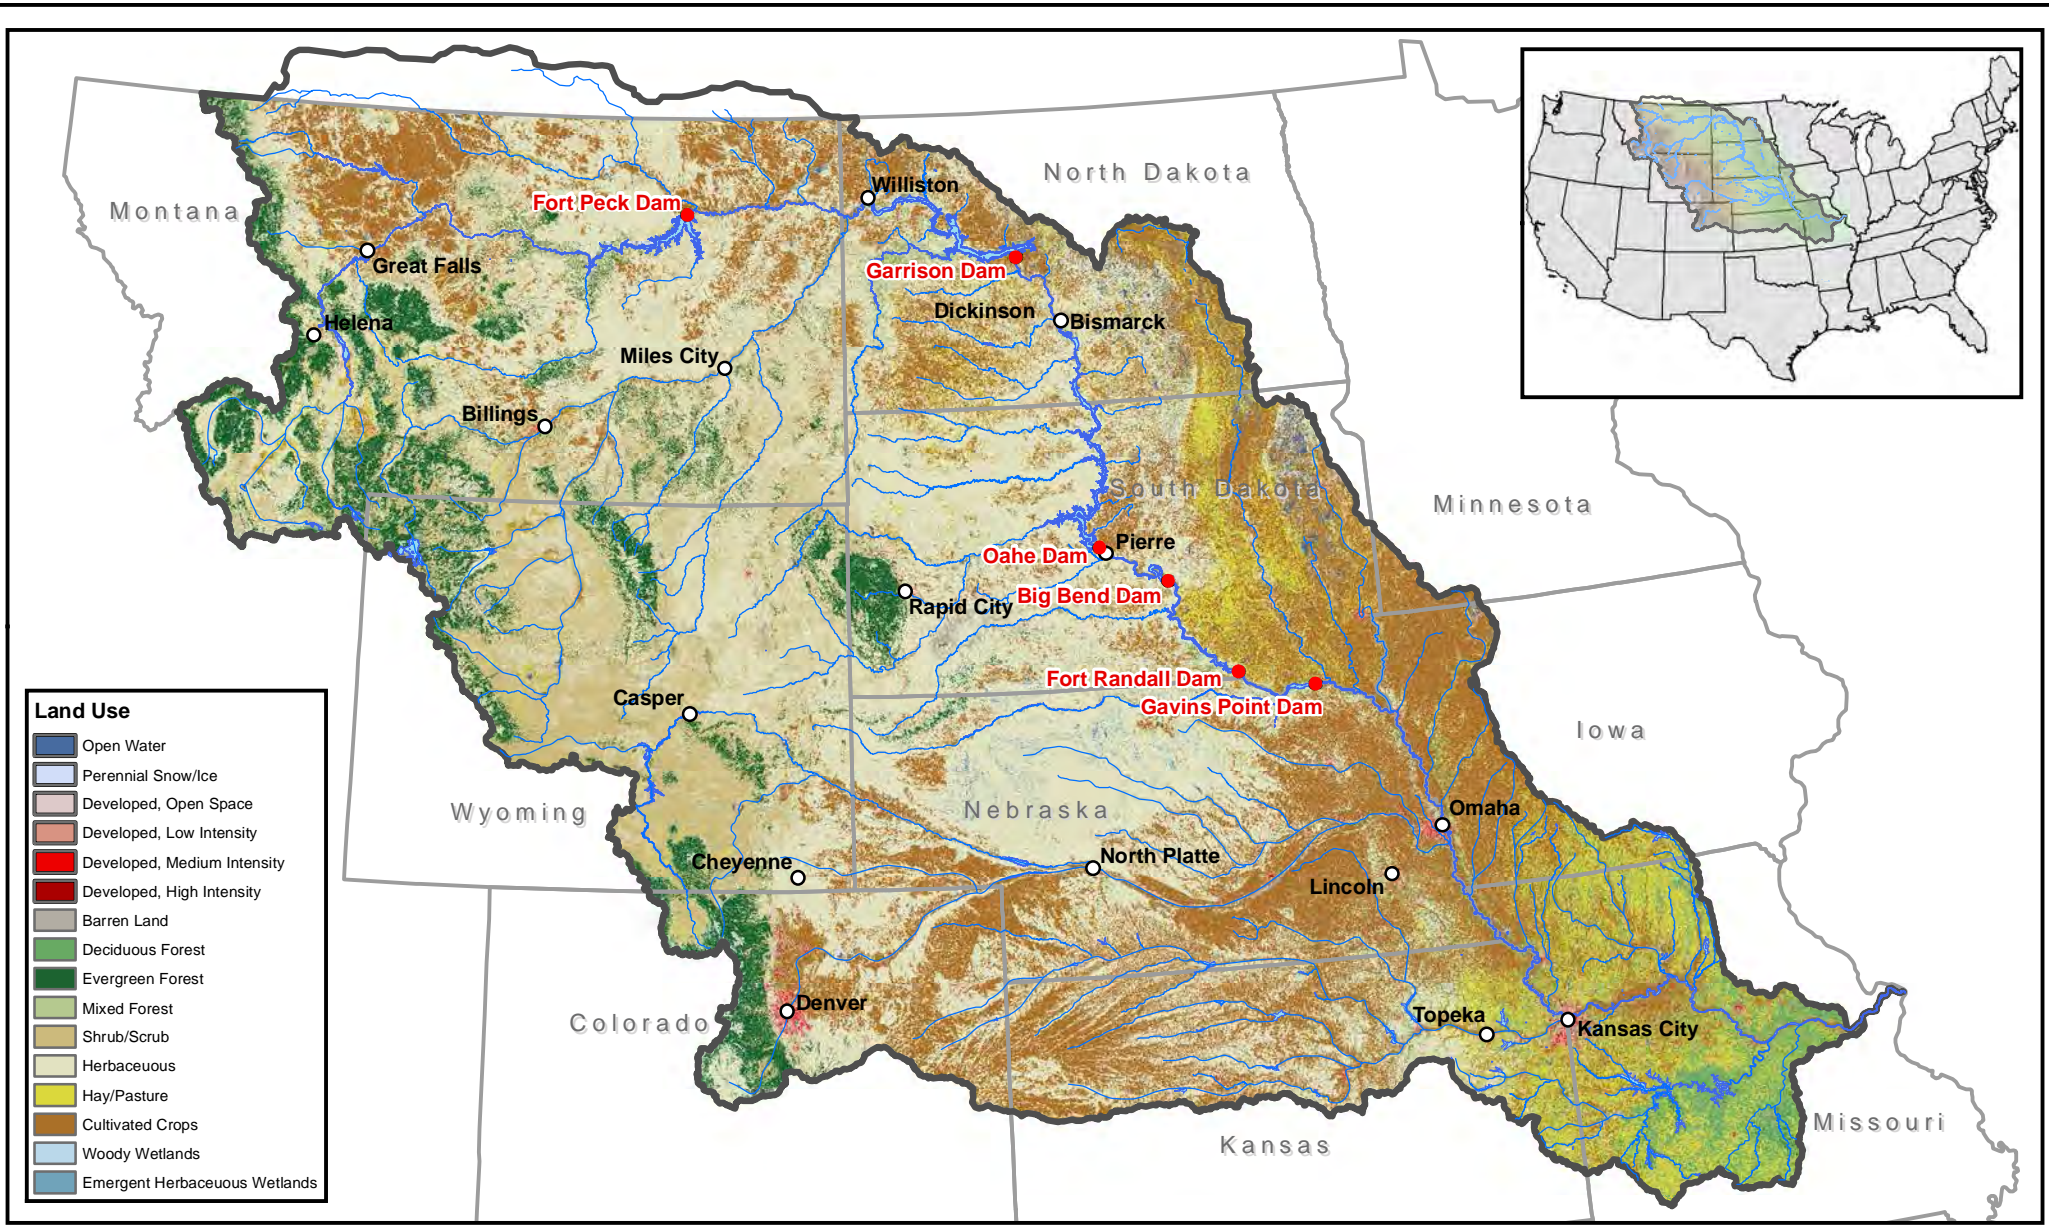 North Dakota
Montana
Williston
Fort Peck Dam
Great Falls
Garrison Dam
Dickinson
Bismarck
Helena
Miles City
Billings
South Dakota
Minnesota
Pierre
Oahe Dam
Big Bend Dam
Rapid City
Fort Randall Dam
Gavins Point Dam
Casper
Iowa
Wyoming
Nebraska
Omaha
Cheyenne
North Platte
Lincoln
Denver
Colorado
Topeka
Kansas City
Kansas
Missouri
Land Use
Open Water
Perennial Snow/Ice
Developed, Open Space
Developed, Low Intensity
Developed, Medium Intensity
Developed, High Intensity
Barren Land
Deciduous Forest
Evergreen Forest
Mixed Forest
Shrub/Scrub
Herbaceuous
Hay/Pasture
Cultivated Crops
Woody Wetlands
Emergent Herbaceuous Wetlands